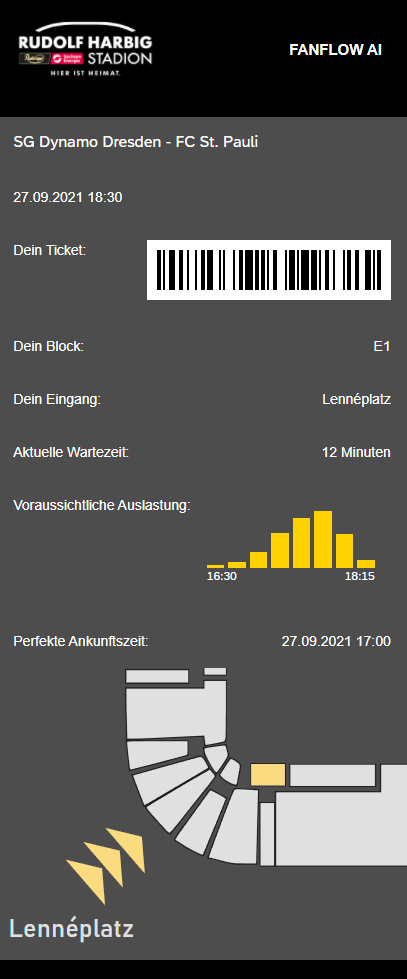 RUDOLF HARBIG
STADION
HIER IST HEIMAT.
FANFLOW AI
SG Dynamo Dresden - FC St. Pauli
27.09.2021 18:30
Dein Ticket:
Dein Block: E1
Dein Eingang: Lennéplatz
Aktuelle Wartezeit: 12 Minuten
Voraussichtliche Auslastung:
16:30 18:15
Perfekte Ankunftszeit: 27.09.2021 17:00
Lennéplatz